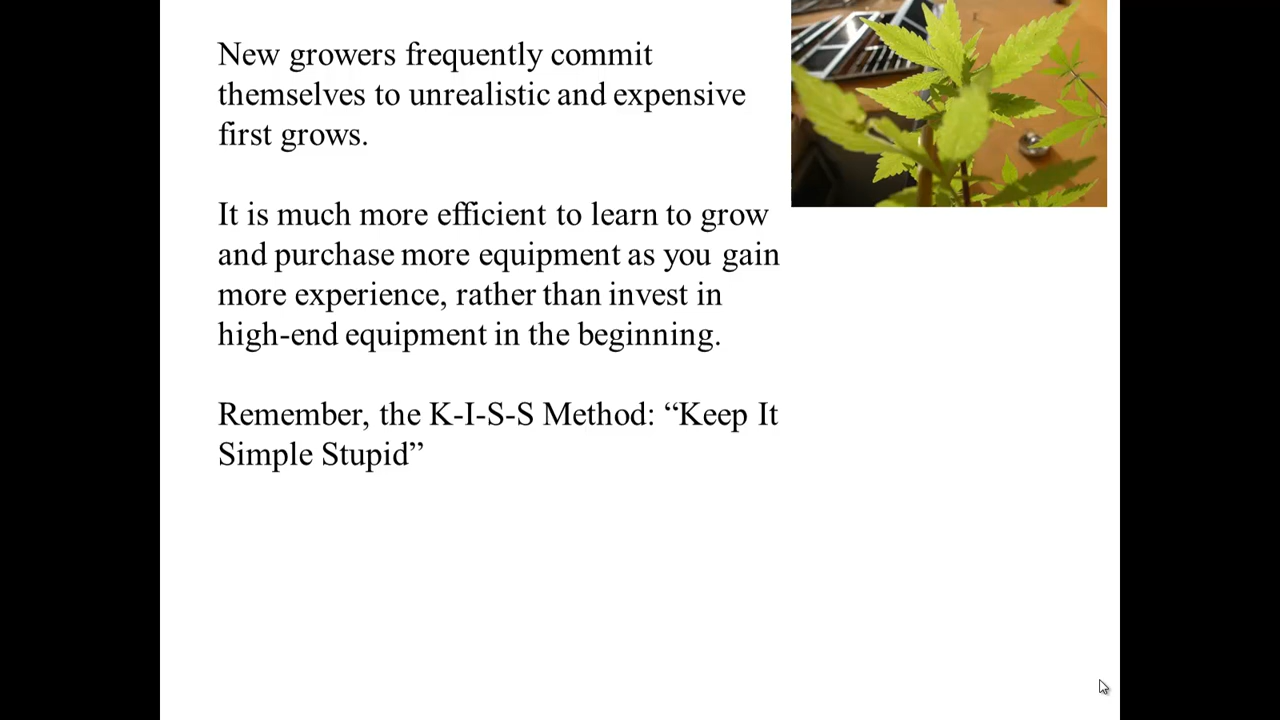 New growers frequently commit
themselves to unrealistic and expensive
first grows.
It is much more efficient to learn to grow
and purchase more equipment as you gain
more experience, rather than invest in
high-end equipment in the beginning.
Remember, the K-I-S-S Method: “Keep It
Simple Stupid”